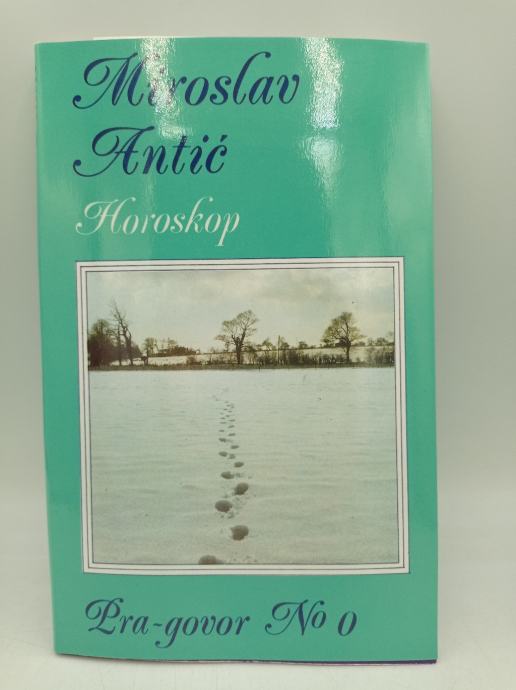 Miroslav
Antić
Horoskop
Pra-govor No 0